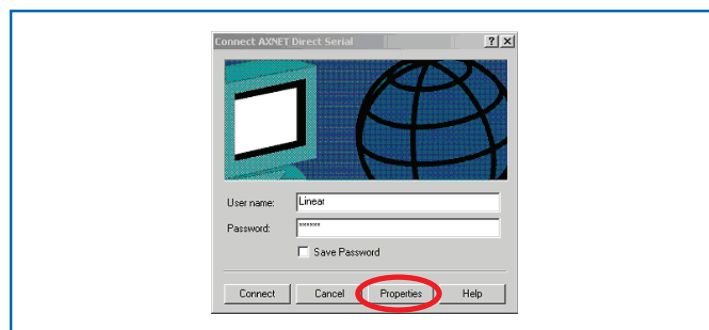 Connect AXNET Direct Serial
User name: Linear
Password: *******
Save Password
Connect Cancel Properties Help